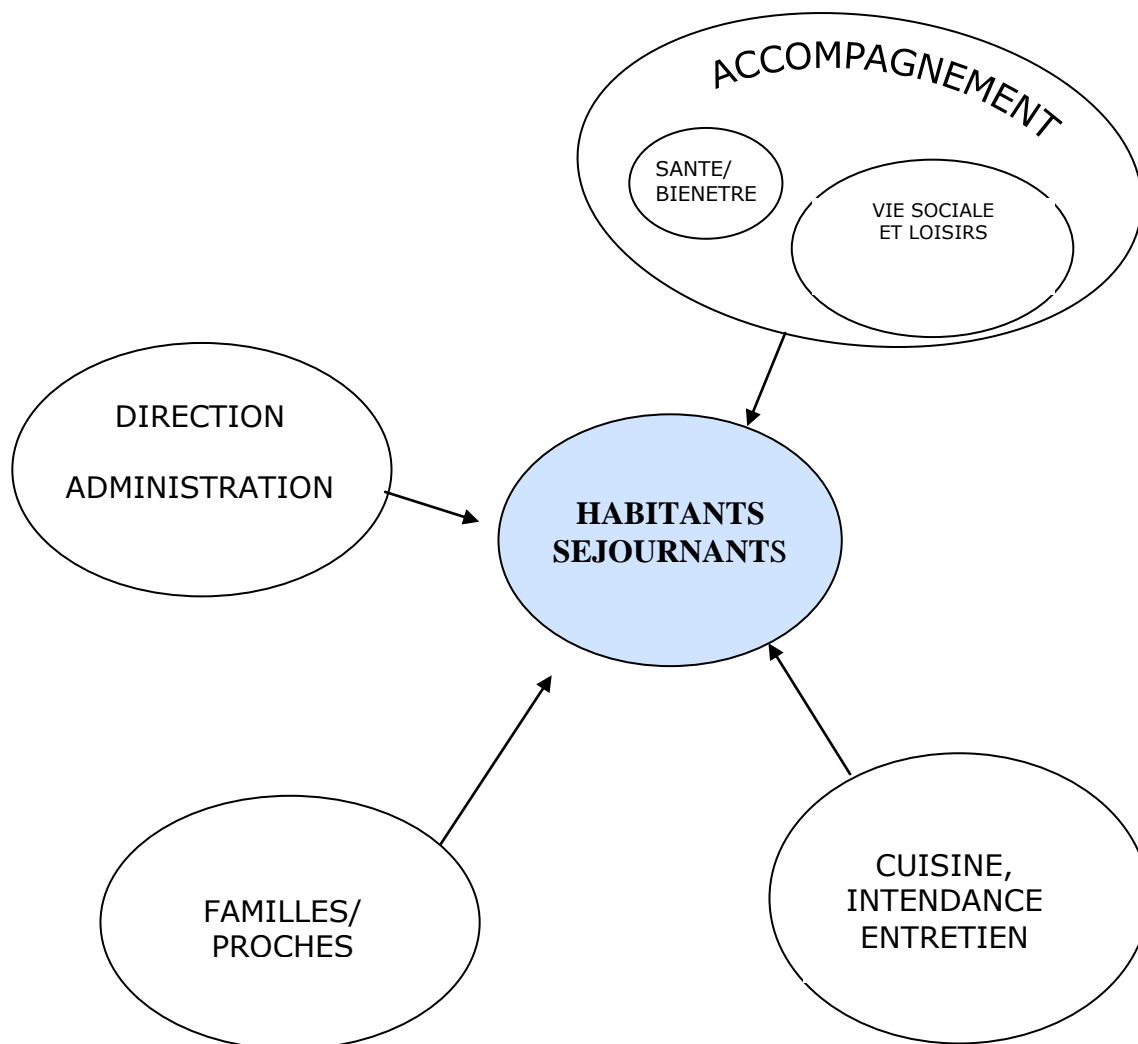 ACCOMPAGNEMENT
SANTE/
BIENETRE
VIE SOCIALE
ET LOISIRS
DIRECTION
ADMINISTRATION
HABITANTS
SEJOURNANTS
FAMILLES/
PROCHES
CUISINE,
INTENDANCE
ENTRETIEN